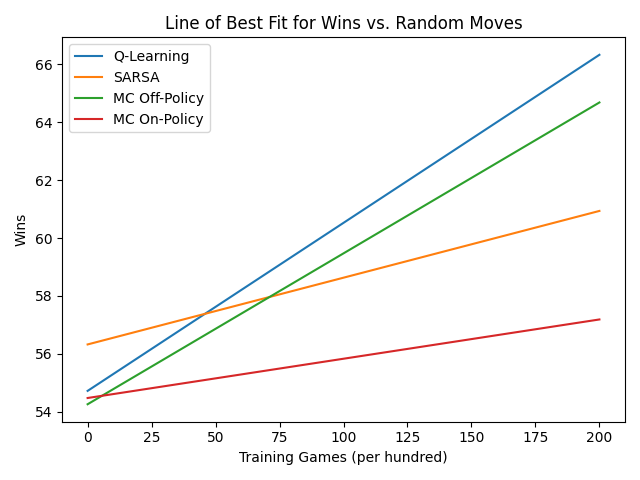 Line of Best Fit for Wins vs. Random Moves
Q-Learning
SARSA
MC Off-Policy
MC On-Policy
66
64
62
60
58
56
54
Wins
0 25 50 75 100 125 150 175 200
Training Games (per hundred)